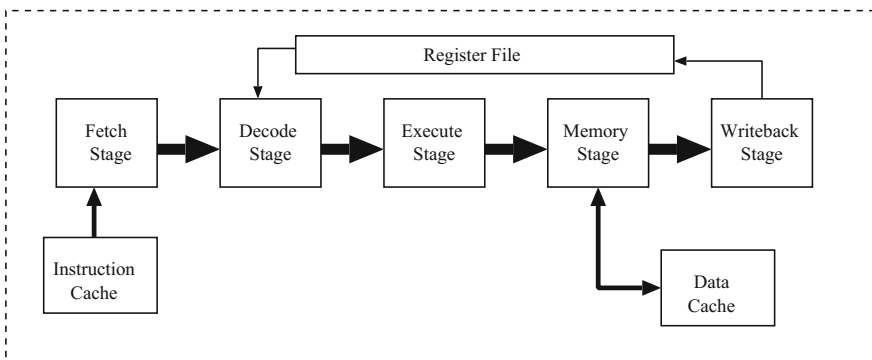 Register File
Fetch
Stage
Decode
Stage
Execute
Stage
Memory
Stage
Writeback
Stage
Instruction
Cache
Data
Cache